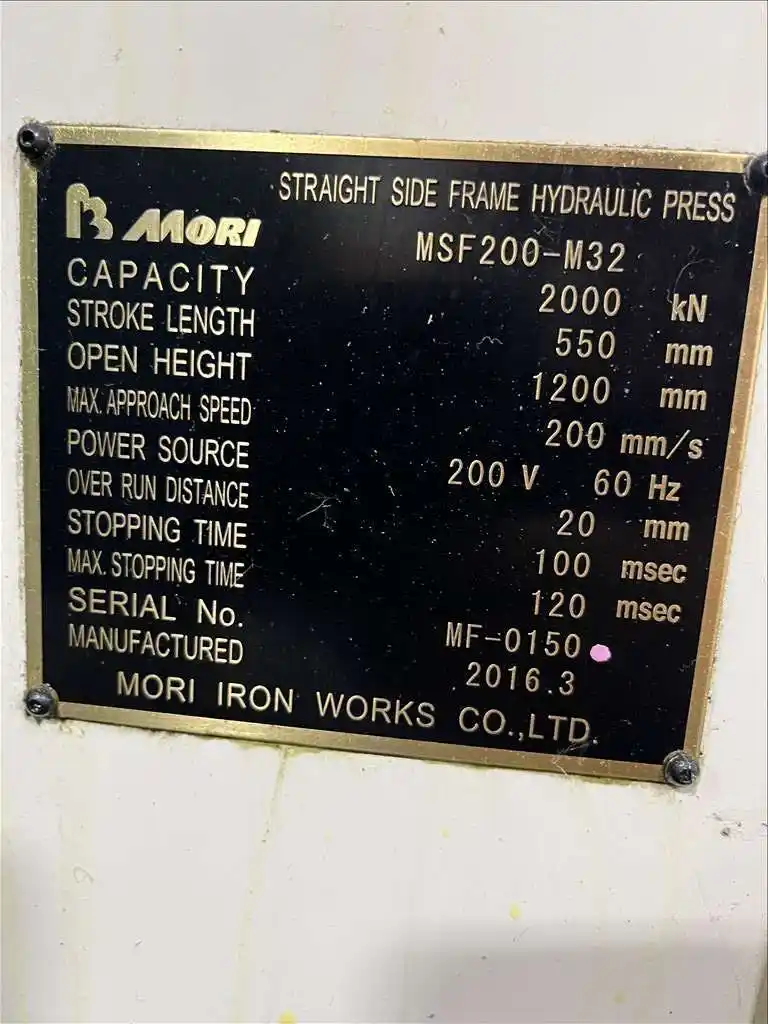 STRAIGHT SIDE FRAME HYDRAULIC PRESS
MORI MSF200-M32
CAPACITY 2000 kN
STROKE LENGTH 550 mm
OPEN HEIGHT 1200 mm
MAX. APPROACH SPEED 200 mm/s
POWER SOURCE 200 V 60 Hz
OVER RUN DISTANCE 20 mm
STOPPING TIME 100 msec
MAX. STOPPING TIME 120 msec
SERIAL No. MF-0150
MANUFACTURED 2016.3
MORI IRON WORKS CO.,LTD.